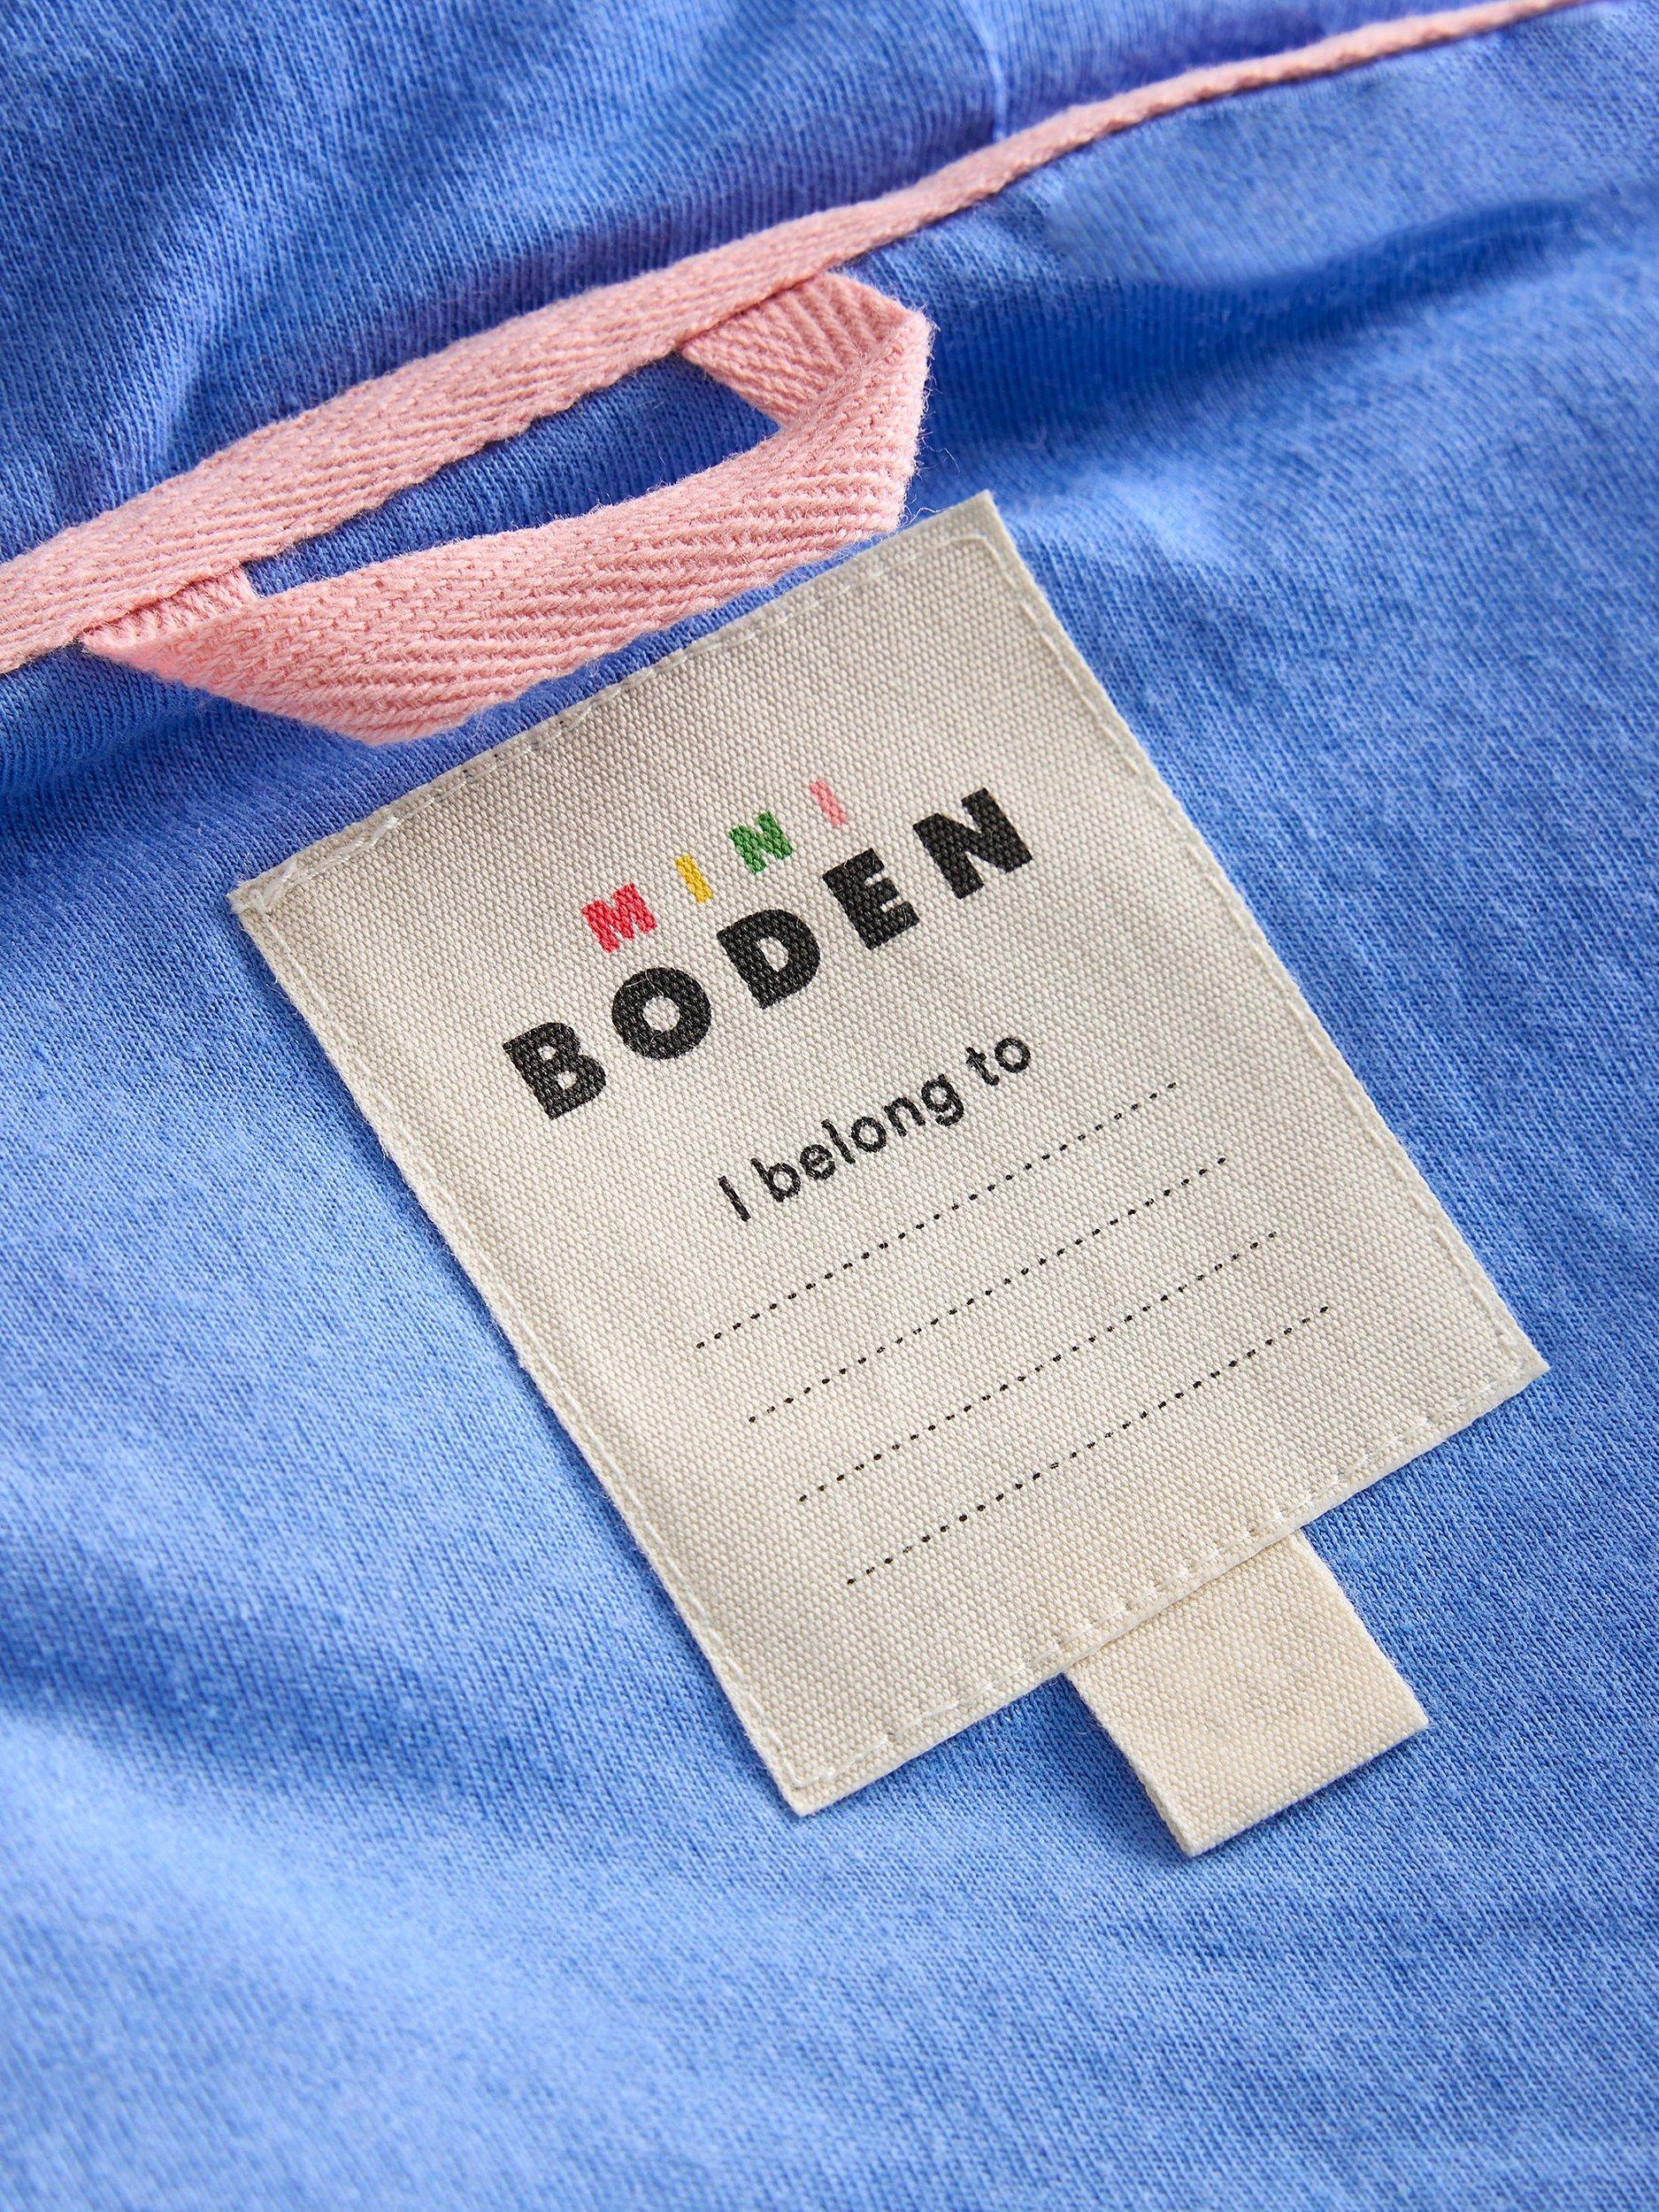 MINI
BODEN
I belong to